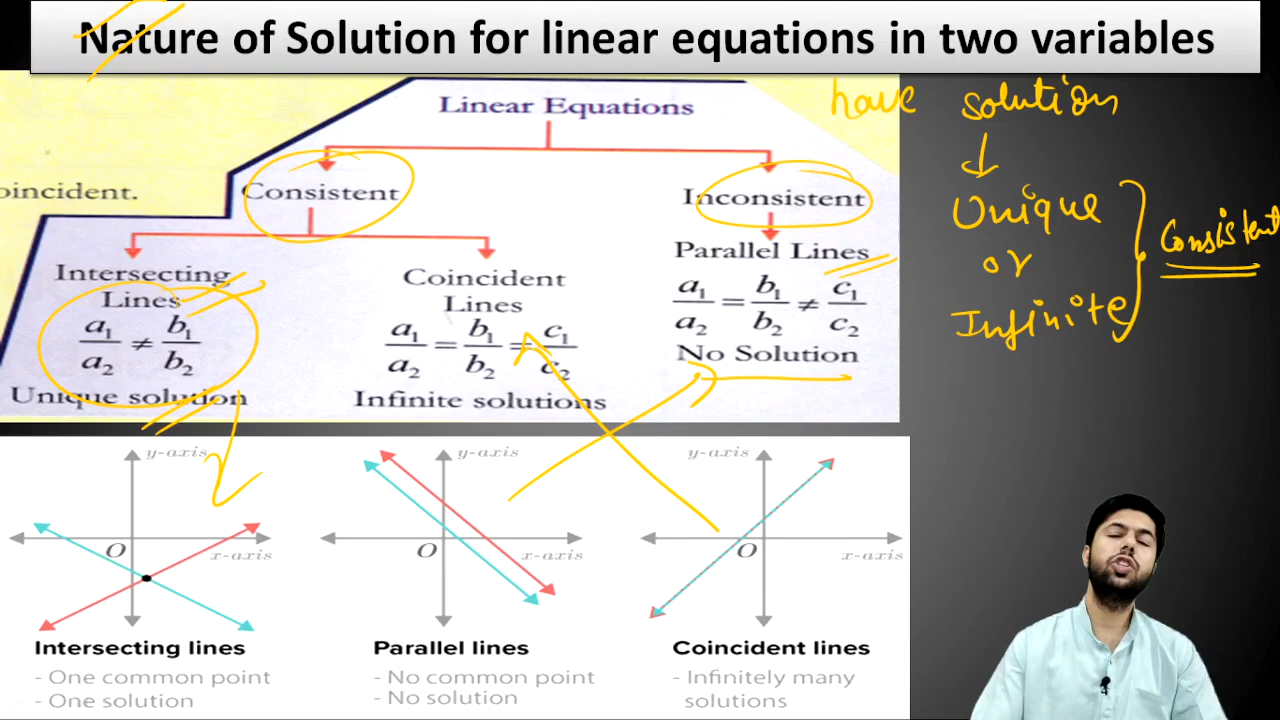 Nature of Solution for linear equations in two variables
have solution
↓
Unique
or
Infinite
Consistent
Linear Equations
oincident.
Consistent
Inconsistent
Intersecting
Lines
a₁/a₂ ≠ b₁/b₂
Unique solution
Coincident
Lines
a₁/a₂ = b₁/b₂ = c₁/c₂
Infinite solutions
Parallel Lines
a₁/a₂ = b₁/b₂ ≠ c₁/c₂
No Solution
y-axis
O
x-axis
Intersecting lines
- One common point
- One solution
y-axis
O
x-axis
Parallel lines
- No common point
- No solution
y-axis
O
x-axis
Coincident lines
- Infinitely many
solutions